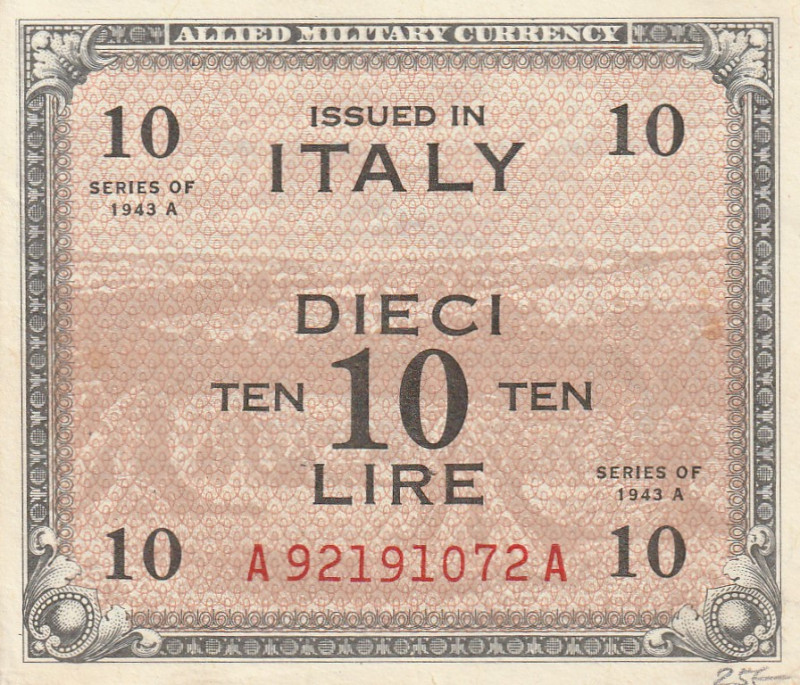 ALLIED MILITARY CURRENCY
10 ISSUED IN 10
ITALY
SERIES OF
1943 A
DIECI
TEN 10 TEN
LIRE
SERIES OF
1943 A
10 A92191072A 10